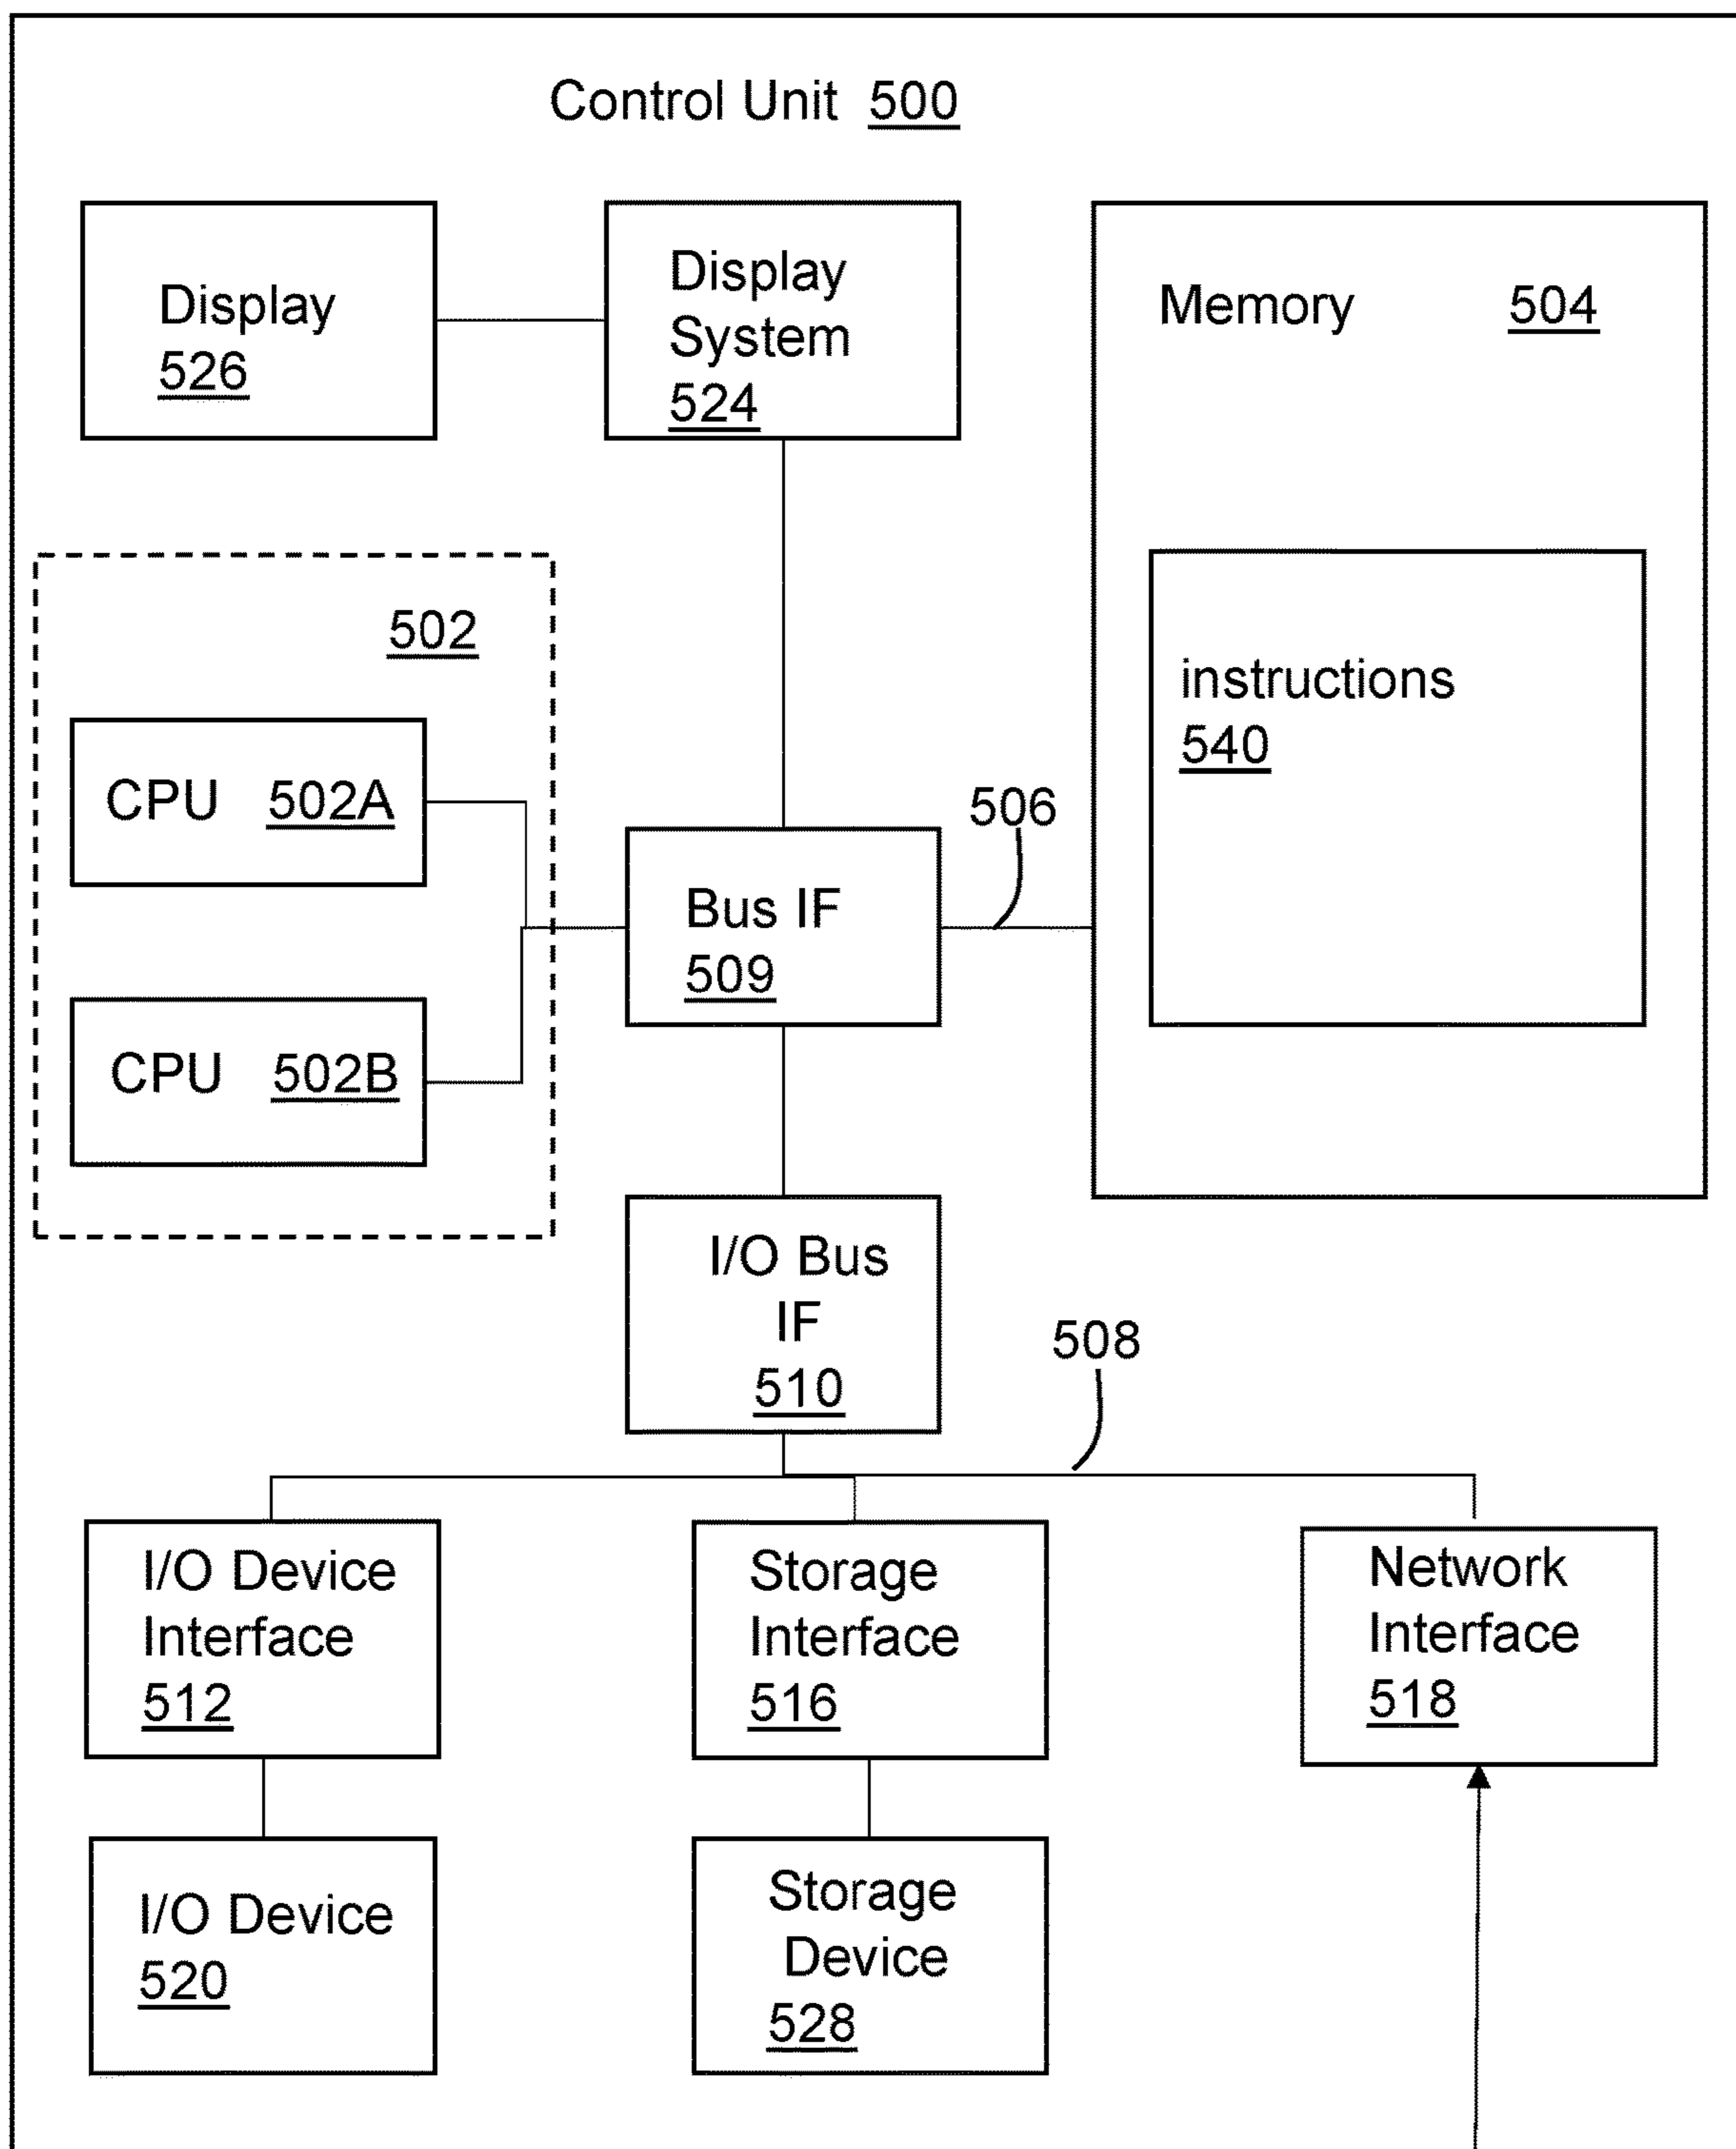 Control Unit 500
Display
526
Display
System
524
Memory 504
502
instructions
540
CPU 502A
506
Bus IF
509
CPU 502B
I/O Bus
IF
510
508
I/O Device
Interface
512
Storage
Interface
516
Network
Interface
518
I/O Device
520
Storage
Device
528